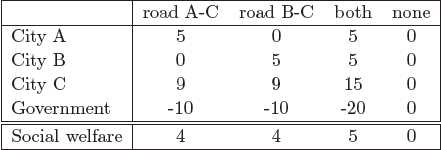 road A-C road B-C both none
City A 5 0 5 0
City B 0 5 5 0
City C 9 9 15 0
Government -10 -10 -20 0
Social welfare 4 4 5 0